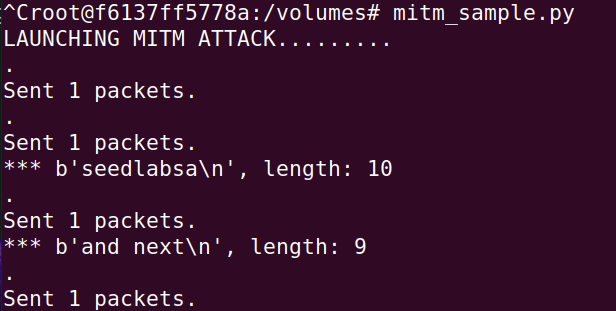 ^Croot@f6137ff5778a:/volumes# mitm_sample.py
LAUNCHING MITM ATTACK.........
.
Sent 1 packets.
.
Sent 1 packets.
*** b'seedlabsa\n', length: 10
.
Sent 1 packets.
*** b'and next\n', length: 9
.
Sent 1 packets.